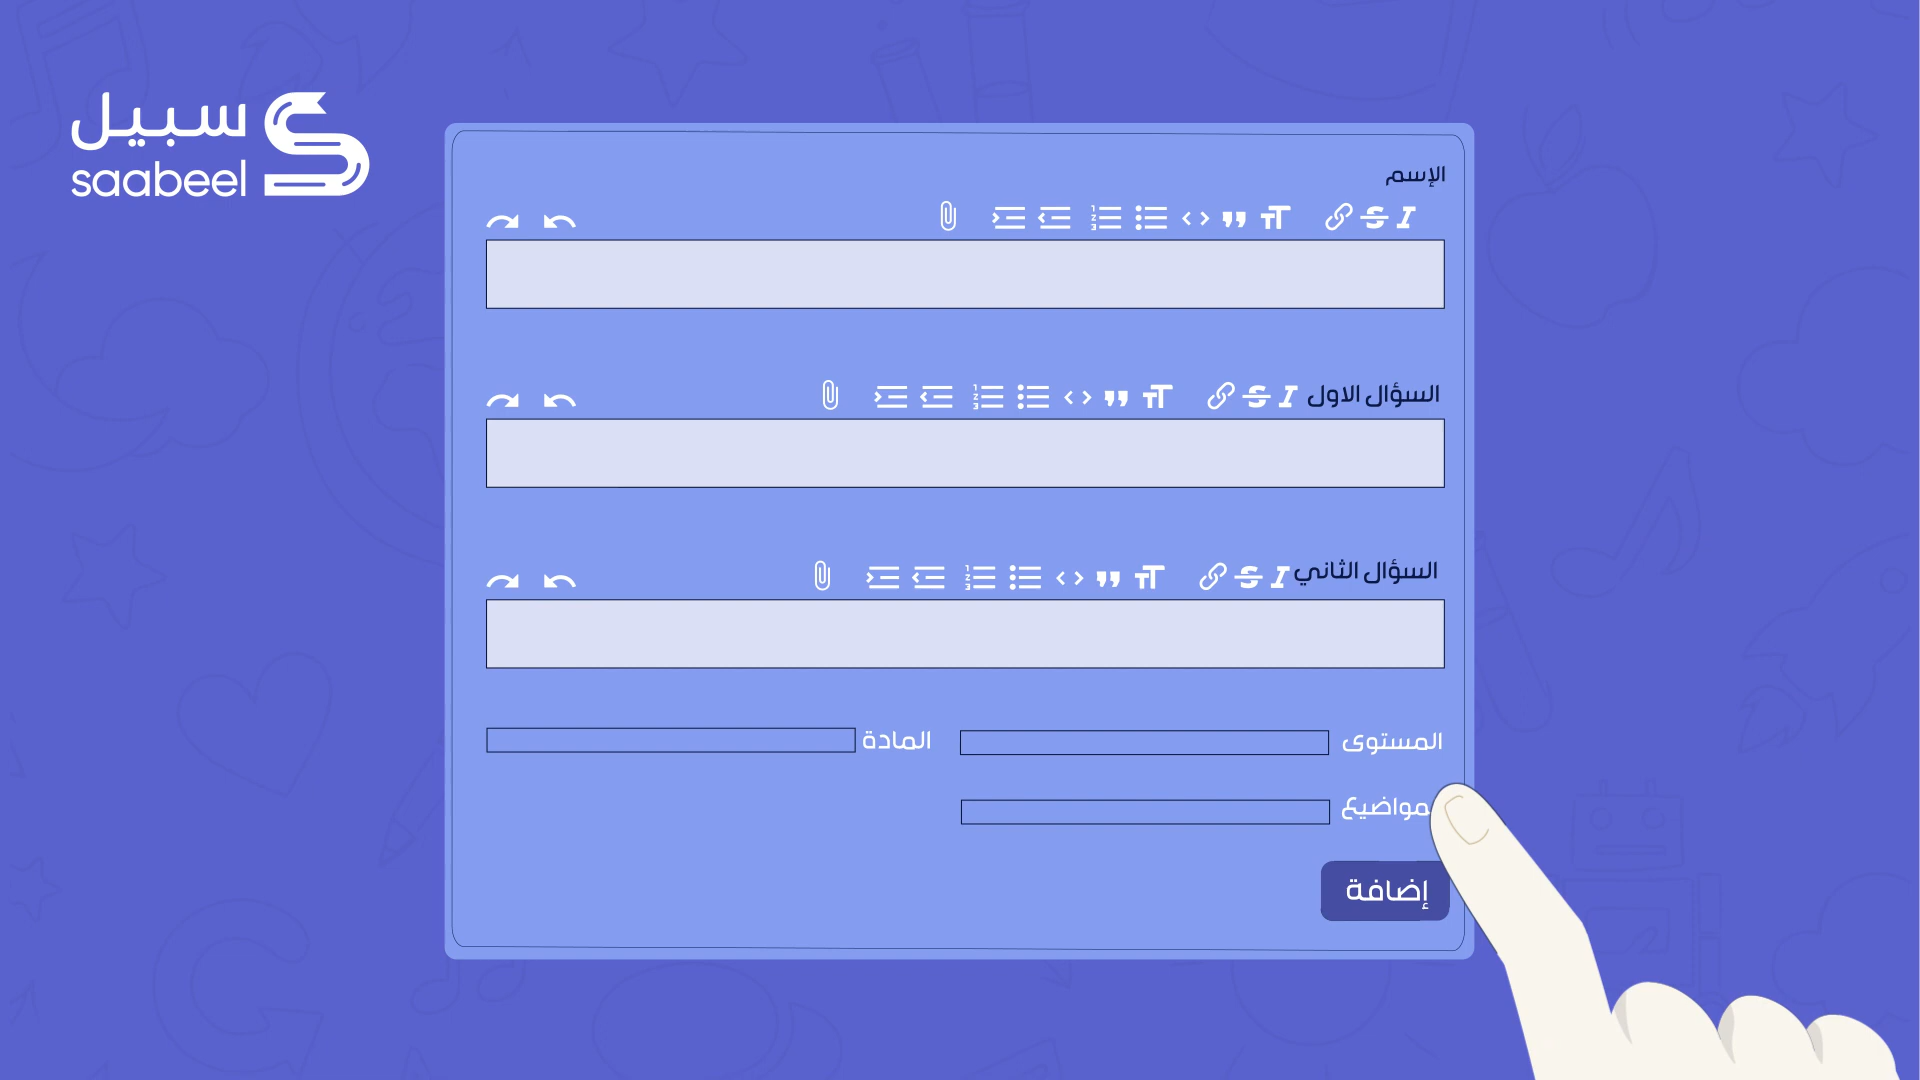 سبيل
saabeel
الإسم
السؤال الاول
السؤال الثاني
المستوى
المادة
مواضيع
إضافة